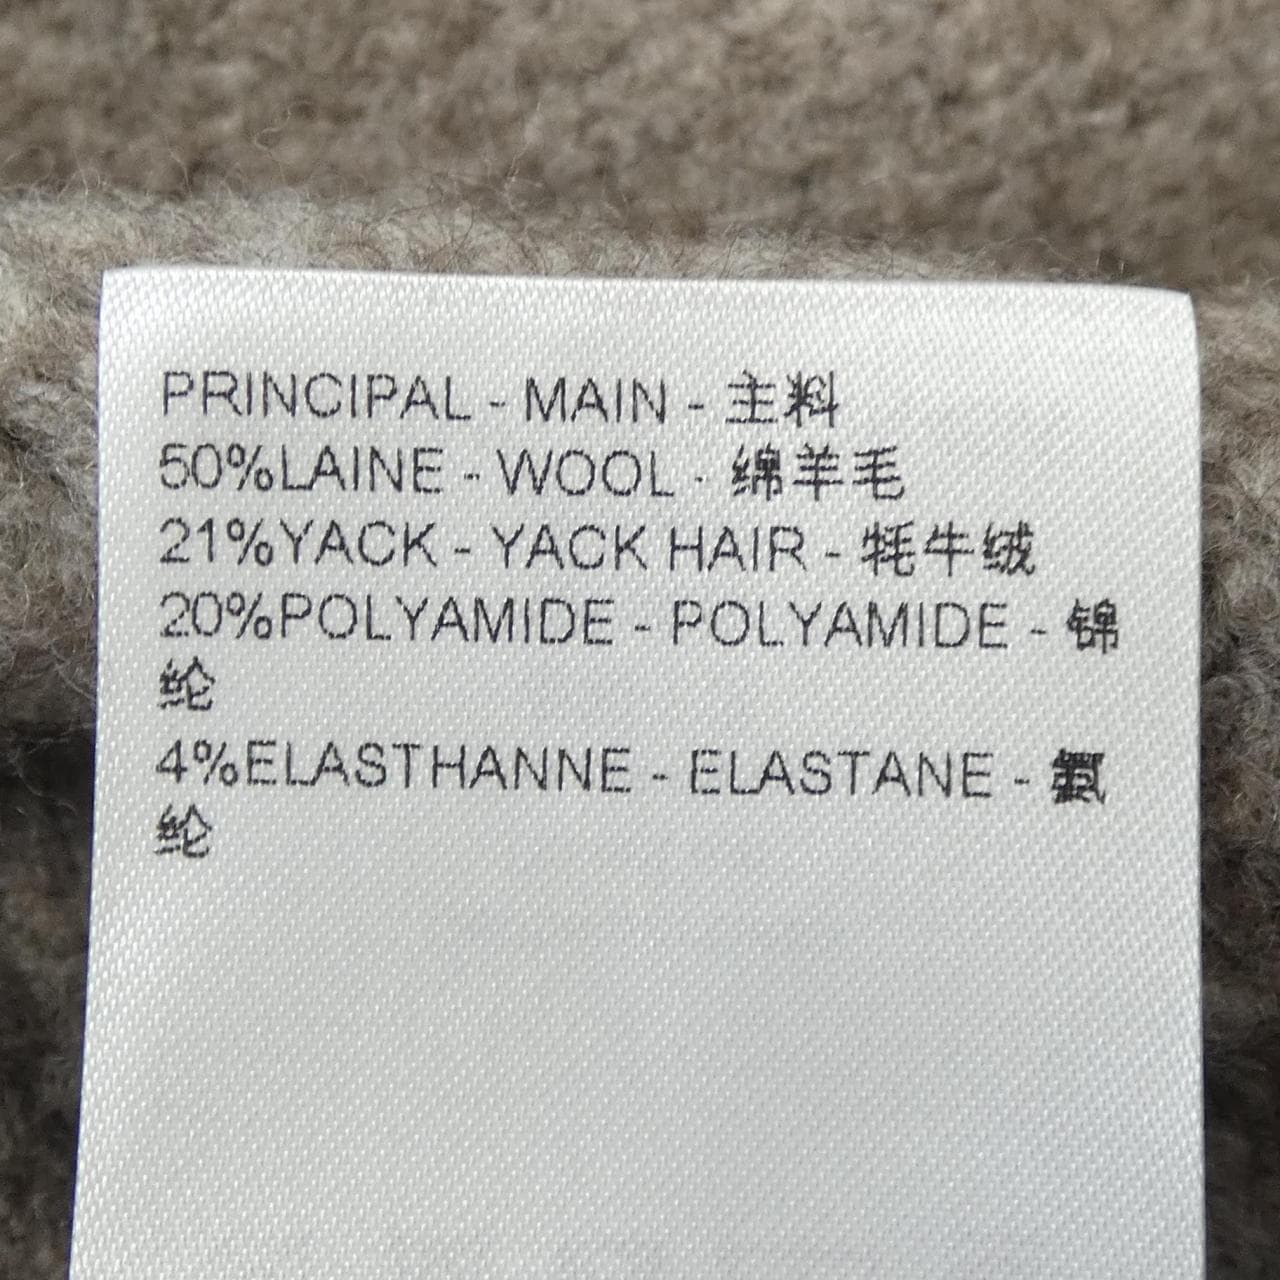 PRINCIPAL - MAIN - 主料
50%LAINE - WOOL - 绵羊毛
21%YACK - YACK HAIR - 牦牛绒
20%POLYAMIDE - POLYAMIDE - 锦
纶
4%ELASTHANNE - ELASTANE - 氨
纶